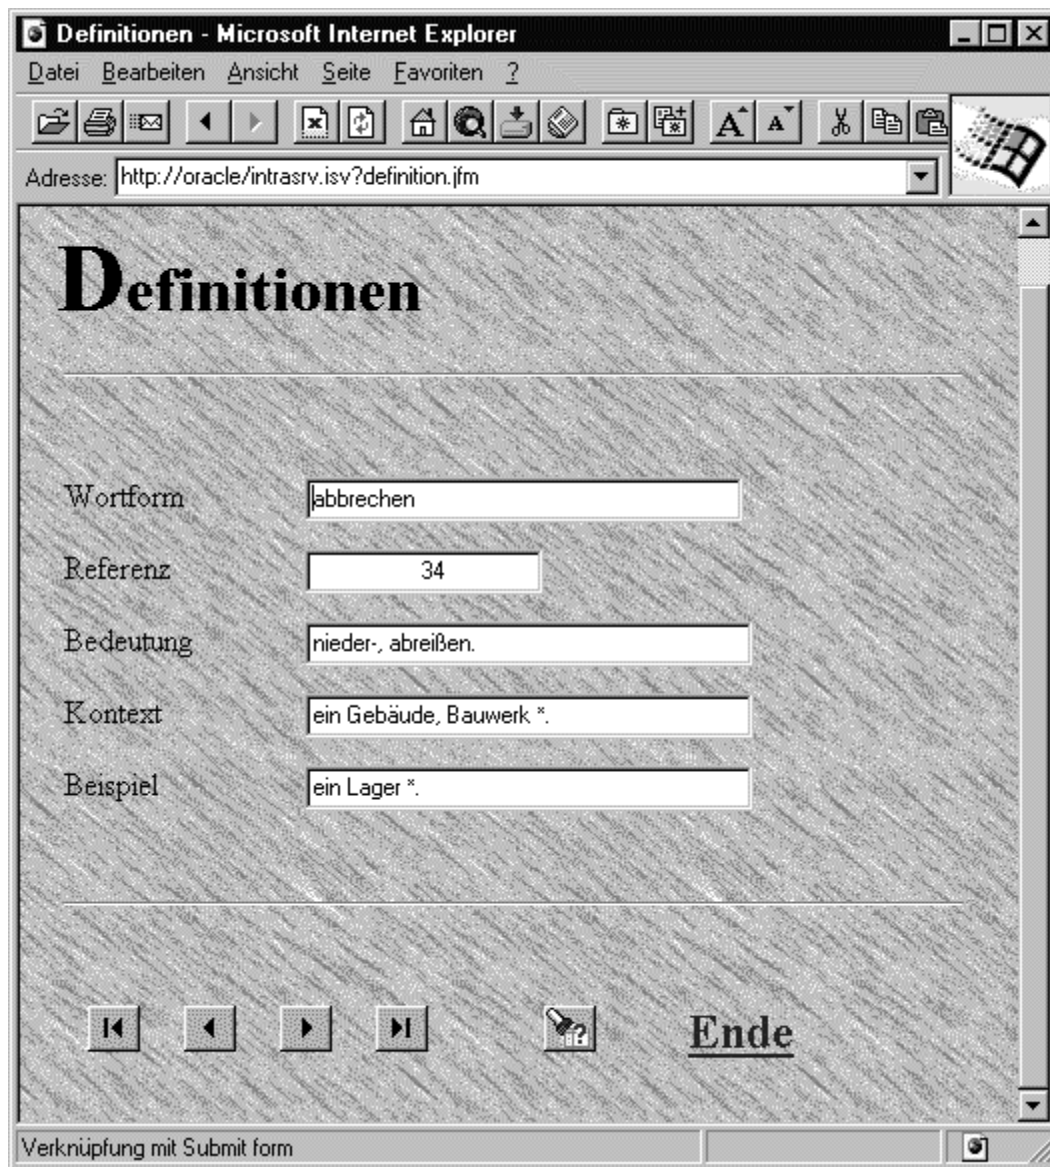 Definitionen - Microsoft Internet Explorer
Datei Bearbeiten Ansicht Seite Favoriten ?
Adresse: http://oracle/intrasrv.isv?definition.jfm
Definitionen
Wortform abbrechen
Referenz 34
Bedeutung nieder-, abreißen.
Kontext ein Gebäude, Bauwerk *.
Beispiel ein Lager *.
Ende
Verknüpfung mit Submit form